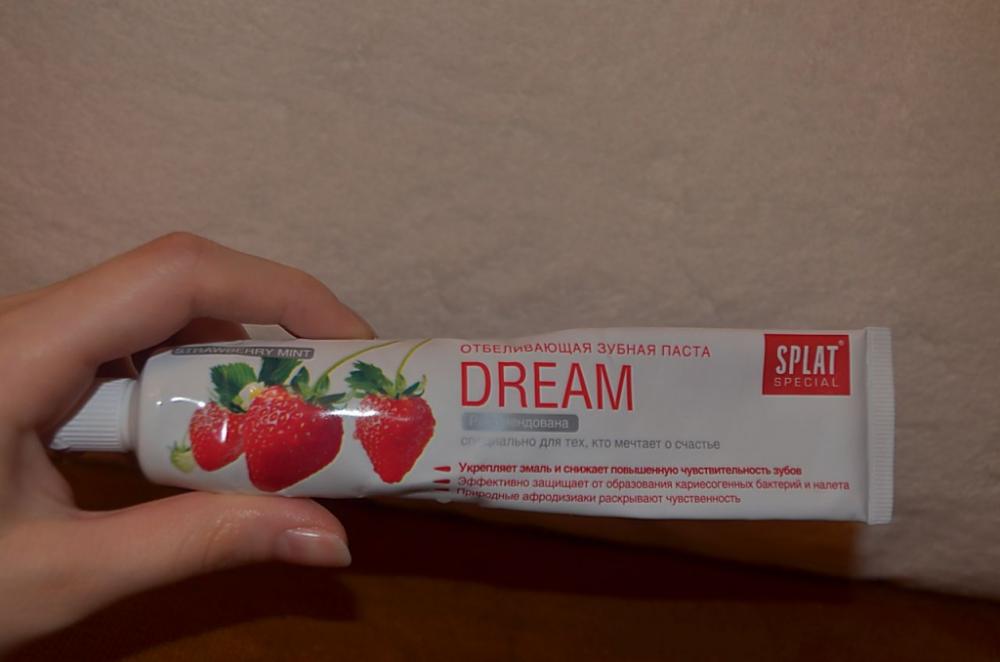 STRAWBERRY MINT
ОТБЕЛИВАЮЩАЯ ЗУБНАЯ ПАСТА
DREAM
Рекомендована
специально для тех, кто мечтает о счастье
Укрепляет эмаль и снижает повышенную чувствительность зубов
Эффективно защищает от образования кариесогенных бактерий и налета
Природные афродизиаки раскрывают чувственность
SPLAT®
SPECIAL